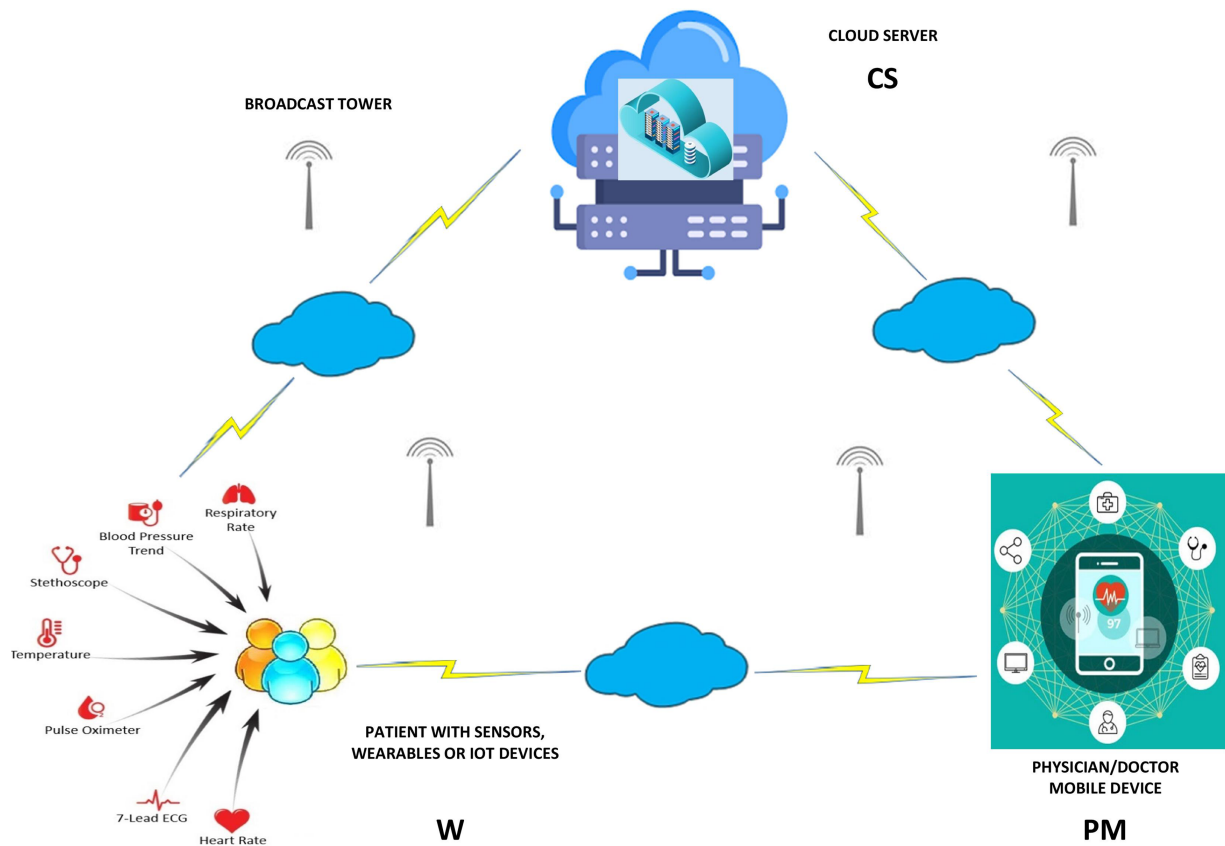 CLOUD SERVER
CS
BROADCAST TOWER
Respiratory
Rate
Blood Pressure
Trend
Stethoscope
Temperature
Pulse Oximeter
7-Lead ECG
Heart Rate
O2
97
PATIENT WITH SENSORS,
WEARABLES OR IOT DEVICES
W
PHYSICIAN/DOCTOR
MOBILE DEVICE
PM